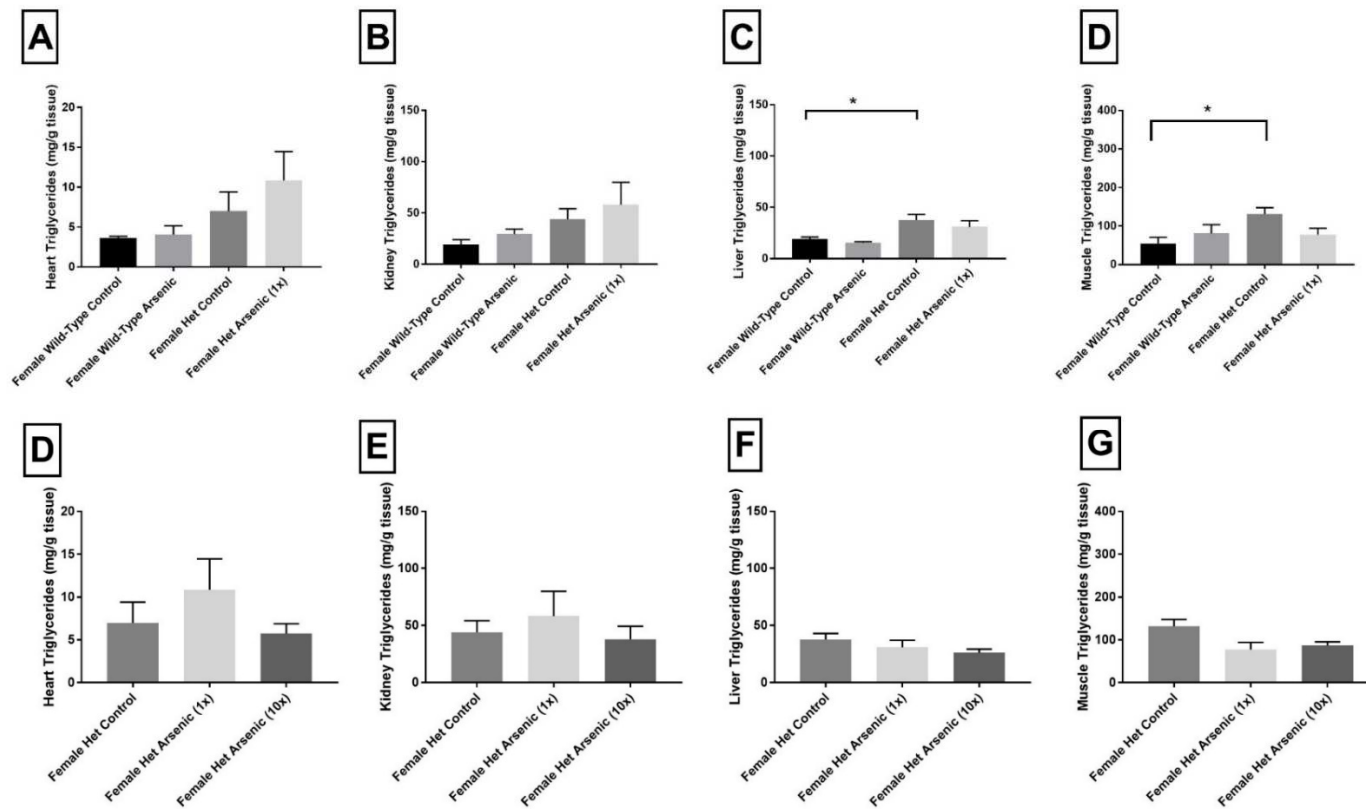 A
Heart Triglycerides (mg/g tissue)
20
15
10
5
0
Female Wild-Type Control
Female Wild-Type Arsenic
Female Het Control
Female Het Arsenic (1x)
B
Kidney Triglycerides (mg/g tissue)
150
100
50
0
Female Wild-Type Control
Female Wild-Type Arsenic
Female Het Control
Female Het Arsenic (1x)
C
Liver Triglycerides (mg/g tissue)
150
100
50
0
*
Female Wild-Type Control
Female Wild-Type Arsenic
Female Het Control
Female Het Arsenic (1x)
D
Muscle Triglycerides (mg/g tissue)
400
300
200
100
0
*
Female Wild-Type Control
Female Wild-Type Arsenic
Female Het Control
Female Het Arsenic (1x)
D
Heart Triglycerides (mg/g tissue)
20
15
10
5
0
Female Het Control
Female Het Arsenic (1x)
Female Het Arsenic (10x)
E
Kidney Triglycerides (mg/g tissue)
150
100
50
0
Female Het Control
Female Het Arsenic (1x)
Female Het Arsenic (10x)
F
Liver Triglycerides (mg/g tissue)
150
100
50
0
Female Het Control
Female Het Arsenic (1x)
Female Het Arsenic (10x)
G
Muscle Triglycerides (mg/g tissue)
400
300
200
100
0
Female Het Control
Female Het Arsenic (1x)
Female Het Arsenic (10x)